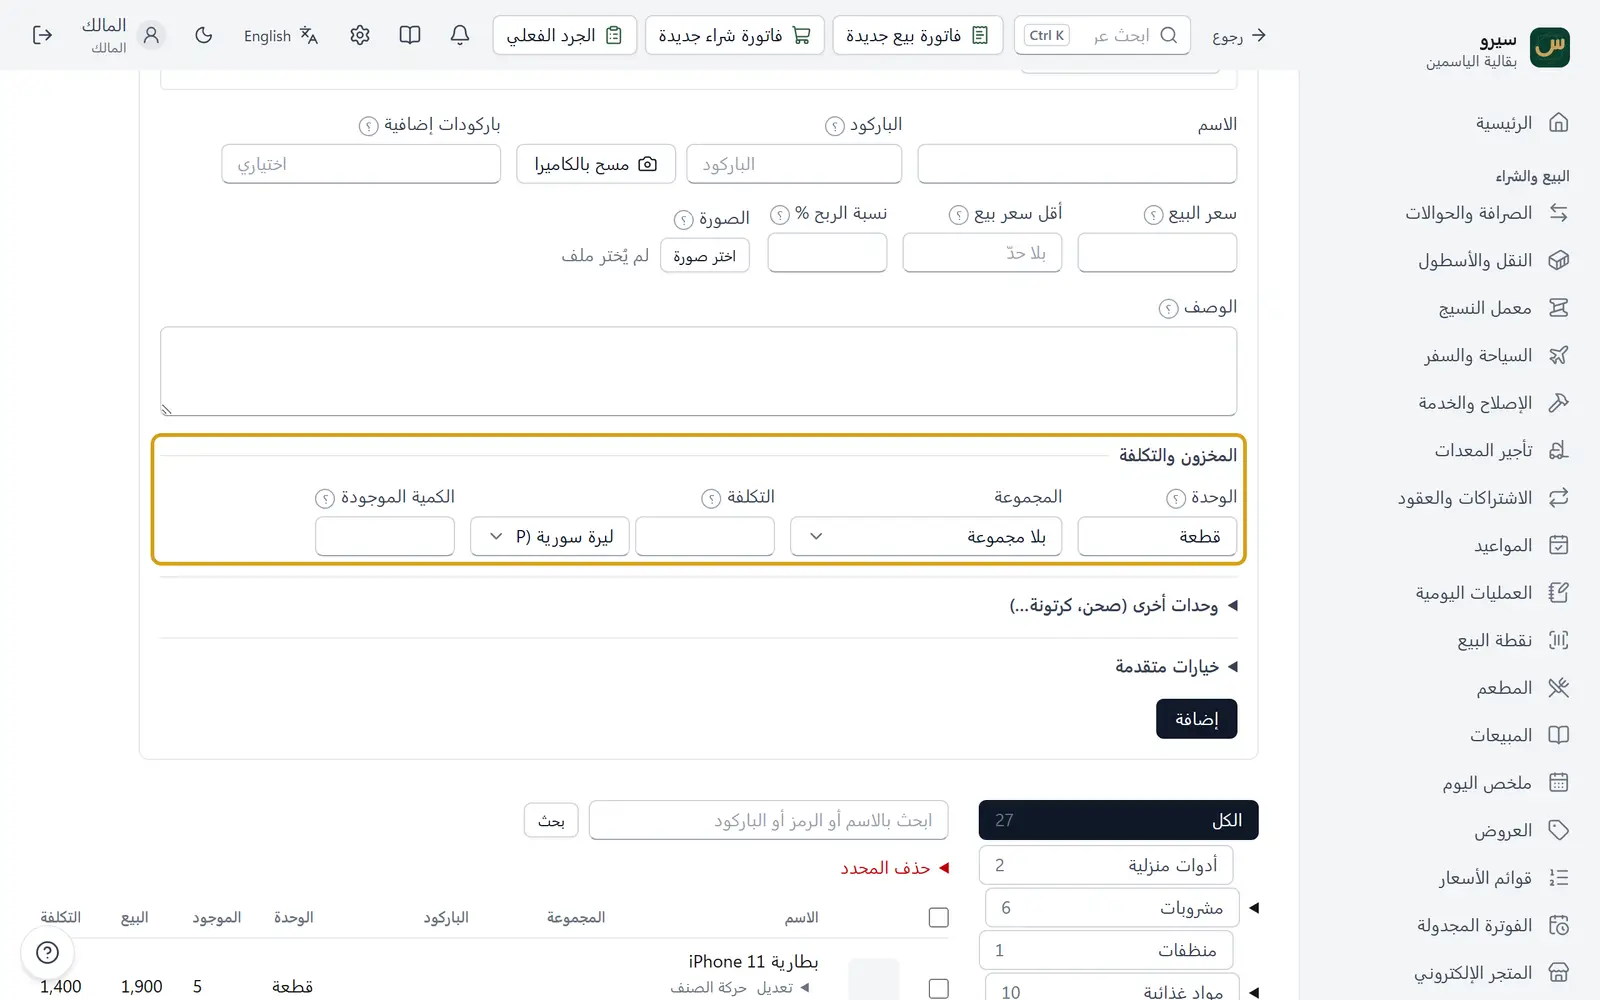 سيرو
بقالية الياسمين
رجوع
ابحث عر
Ctrl K
فاتورة بيع جديدة
فاتورة شراء جديدة
الجرد الفعلي
English
المالك
المالك
الرئيسية
البيع والشراء
الصرافة والحوالات
النقل والأسطول
معمل النسيج
السياحة والسفر
الإصلاح والخدمة
تأجير المعدات
الاشتراكات والعقود
المواعيد
العمليات اليومية
نقطة البيع
المطعم
المبيعات
ملخص اليوم
العروض
قوائم الأسعار
الفوترة المجدولة
المتجر الإلكتروني
الاسم
الباركود ؟
باركودات إضافية ؟
الباركود
مسح بالكاميرا
اختياري
سعر البيع ؟
أقل سعر بيع ؟
نسبة الربح % ؟
الصورة ؟
بلا حدّ
اختر صورة
لم يُختر ملف
الوصف ؟
المخزون والتكلفة
الوحدة ؟
المجموعة
التكلفة ؟
الكمية الموجودة ؟
قطعة
بلا مجموعة
ليرة سورية (P
وحدات أخرى (صحن، كرتونة...)
خيارات متقدمة
إضافة
الكل 27
أدوات منزلية 2
مشروبات 6
منظفات 1
مواد غذائية 10
ابحث بالاسم أو الرمز أو الباركود
بحث
حذف المحدد
الاسم
المجموعة
الباركود
الوحدة
الموجود
البيع
التكلفة
بطارية iPhone 11
تعديل
حركة الصنف
قطعة
5
1,900
1,400